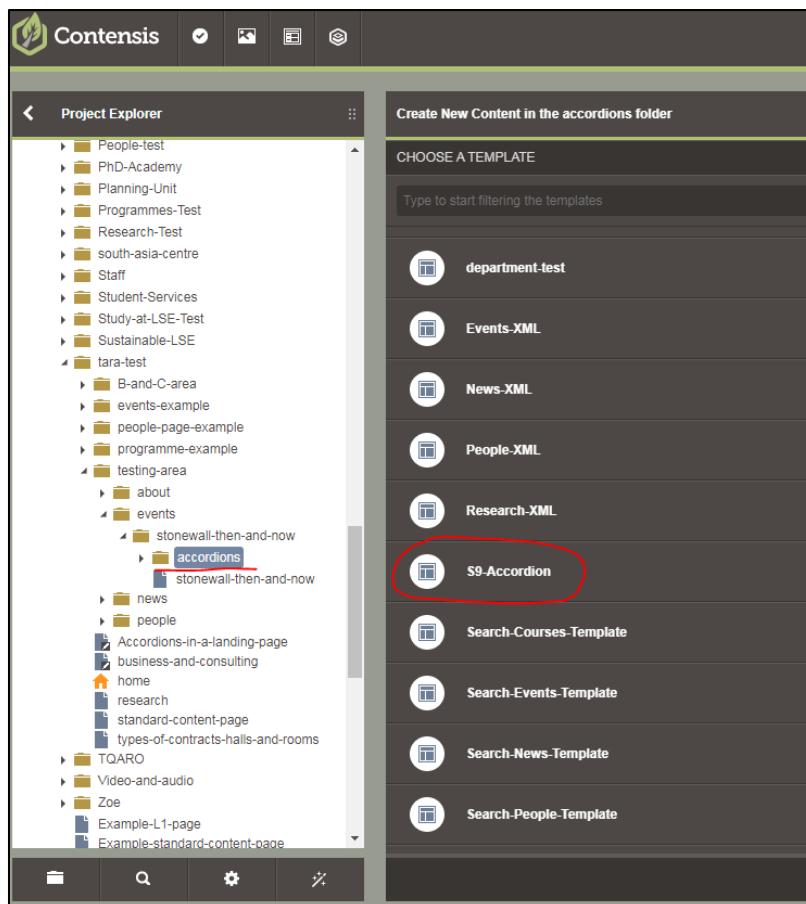 Contensis
Project Explorer
People-test
PhD-Academy
Planning-Unit
Programmes-Test
Research-Test
south-asia-centre
Staff
Student-Services
Study-at-LSE-Test
Sustainable-LSE
tara-test
B-and-C-area
events-example
people-page-example
programme-example
testing-area
about
events
stonewall-then-and-now
accordions
stonewall-then-and-now
news
people
Accordions-in-a-landing-page
business-and-consulting
home
research
standard-content-page
types-of-contracts-halls-and-rooms
TQARO
Video-and-audio
Zoe
Example-L1-page
Example-standard-content-page
Create New Content in the accordions folder
CHOOSE A TEMPLATE
Type to start filtering the templates
department-test
Events-XML
News-XML
People-XML
Research-XML
S9-Accordion
Search-Courses-Template
Search-Events-Template
Search-News-Template
Search-People-Template